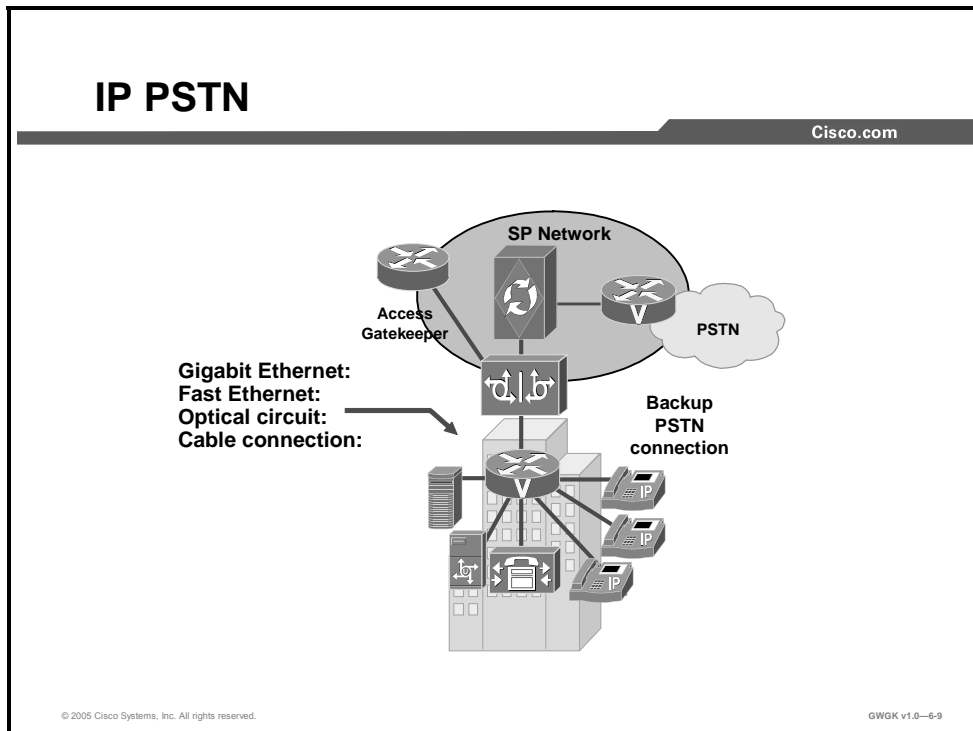 IP PSTN
Cisco.com
SP Network
Access
Gatekeeper
V
PSTN
Gigabit Ethernet:
Fast Ethernet:
Optical circuit:
Cable connection:
Backup
PSTN
connection
V
IP
IP
IP
© 2005 Cisco Systems, Inc. All rights reserved.
GWGK v1.0—6-9